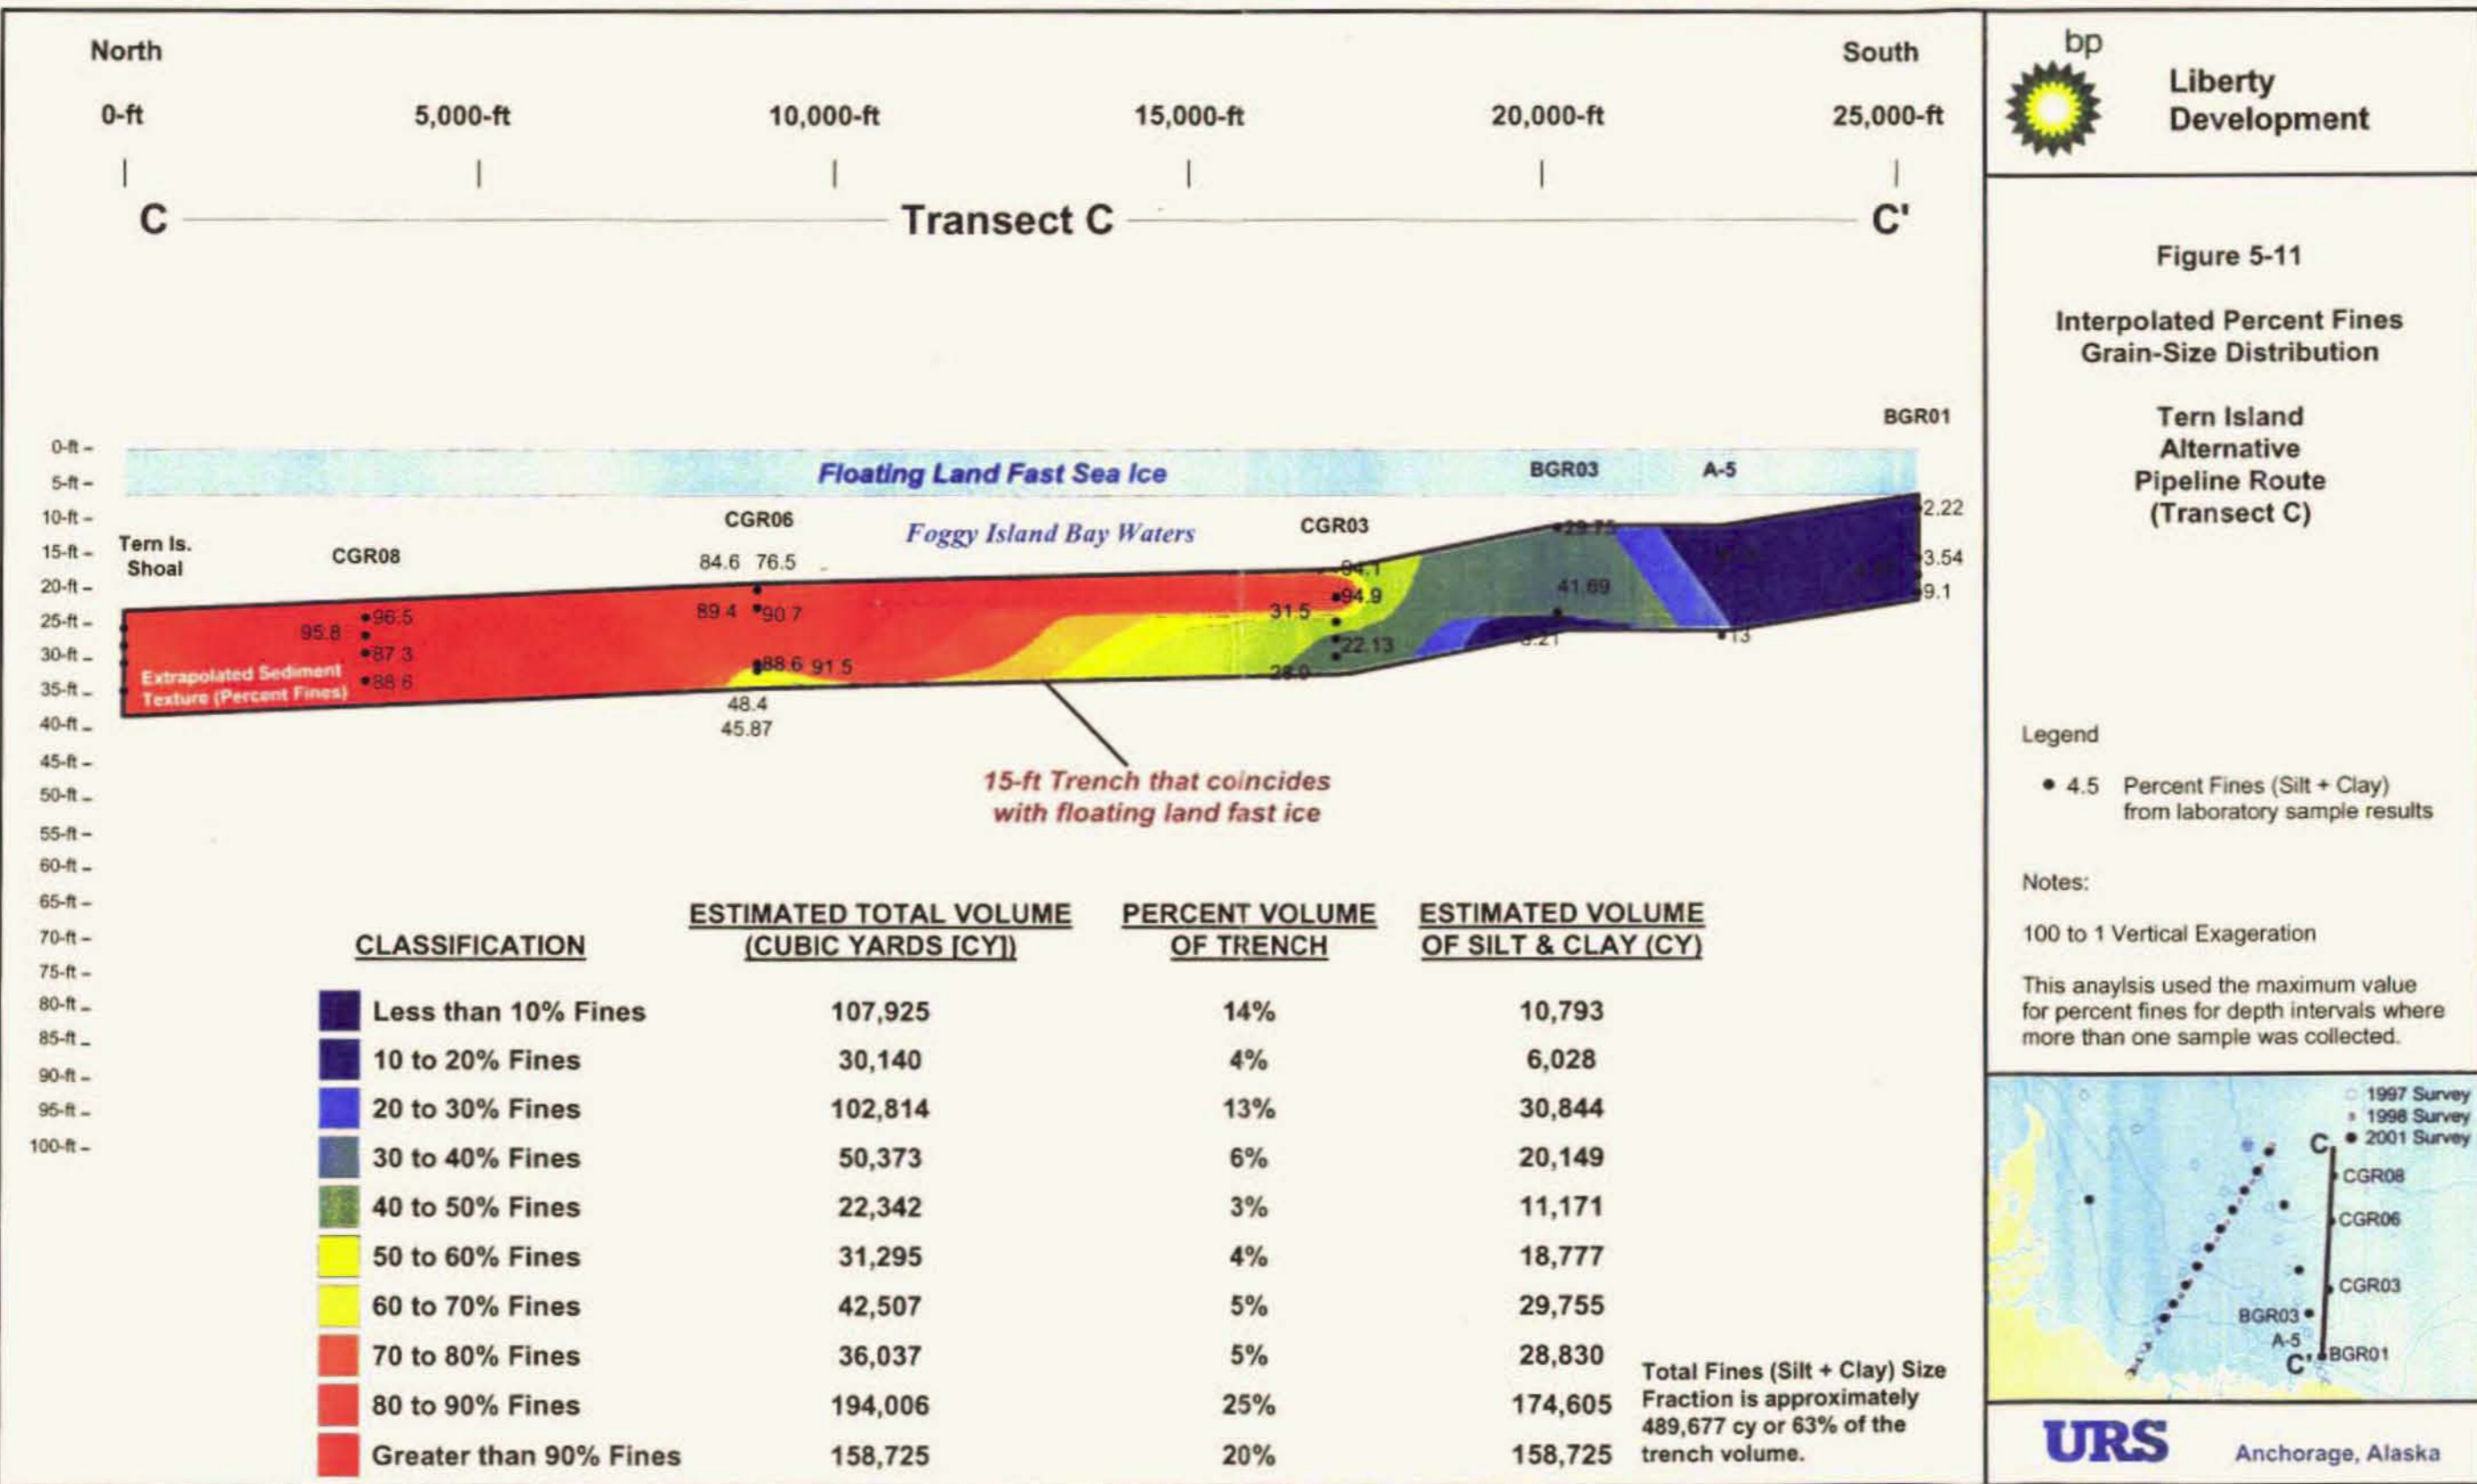 North
South
0-ft 5,000-ft 10,000-ft 15,000-ft 20,000-ft 25,000-ft
C Transect C C'
BGR01
0-ft
5-ft
10-ft
15-ft
20-ft
25-ft
30-ft
35-ft
40-ft
45-ft
50-ft
55-ft
60-ft
65-ft
70-ft
75-ft
80-ft
85-ft
90-ft
95-ft
100-ft
Floating Land Fast Sea Ice
BGR03
A-5
Foggy Island Bay Waters
Tern Is.
Shoal
CGR08
CGR06
CGR03
84.6 76.5
89.4 90.7
88.6 91.5
48.4
45.87
96.5
95.8
87.3
88.6
Extrapolated Sediment
Texture (Percent Fines)
94.1
94.9
31.5
22.13
28.9
29.75
41.69
13
2.22
3.54
9.1
15-ft Trench that coincides
with floating land fast ice
CLASSIFICATION
ESTIMATED TOTAL VOLUME
(CUBIC YARDS [CY])
PERCENT VOLUME
OF TRENCH
ESTIMATED VOLUME
OF SILT & CLAY (CY)
Less than 10% Fines 107,925 14% 10,793
10 to 20% Fines 30,140 4% 6,028
20 to 30% Fines 102,814 13% 30,844
30 to 40% Fines 50,373 6% 20,149
40 to 50% Fines 22,342 3% 11,171
50 to 60% Fines 31,295 4% 18,777
60 to 70% Fines 42,507 5% 29,755
70 to 80% Fines 36,037 5% 28,830
80 to 90% Fines 194,006 25% 174,605
Greater than 90% Fines 158,725 20% 158,725
Total Fines (Silt + Clay) Size
Fraction is approximately
489,677 cy or 63% of the
trench volume.
bp
Liberty
Development
Figure 5-11
Interpolated Percent Fines
Grain-Size Distribution
Tern Island
Alternative
Pipeline Route
(Transect C)
Legend
4.5 Percent Fines (Silt + Clay)
from laboratory sample results
Notes:
100 to 1 Vertical Exageration
This anaylsis used the maximum value
for percent fines for depth intervals where
more than one sample was collected.
1997 Survey
1998 Survey
2001 Survey
C
CGR08
CGR06
CGR03
BGR03
A-5
C'
BGR01
URS
Anchorage, Alaska